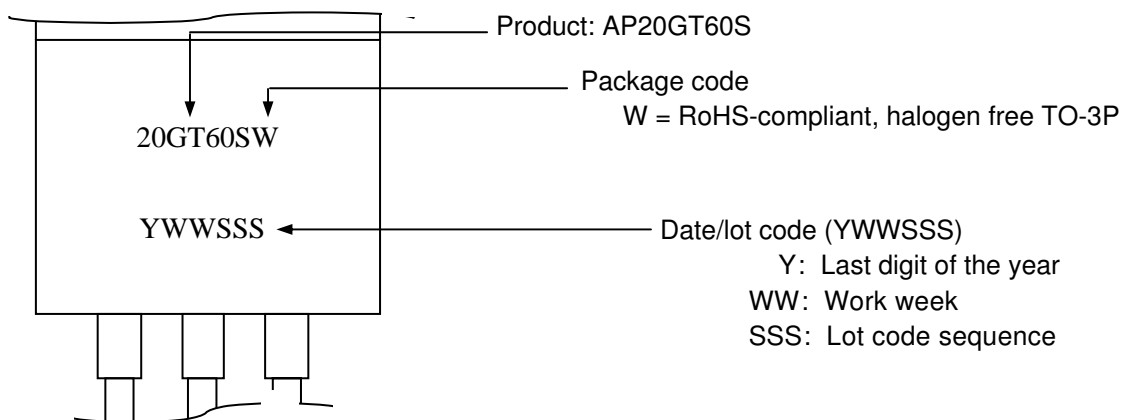 Product: AP20GT60S
Package code
W = RoHS-compliant, halogen free TO-3P
20GT60SW
YWWSSS
Date/lot code (YWWSSS)
Y: Last digit of the year
WW: Work week
SSS: Lot code sequence